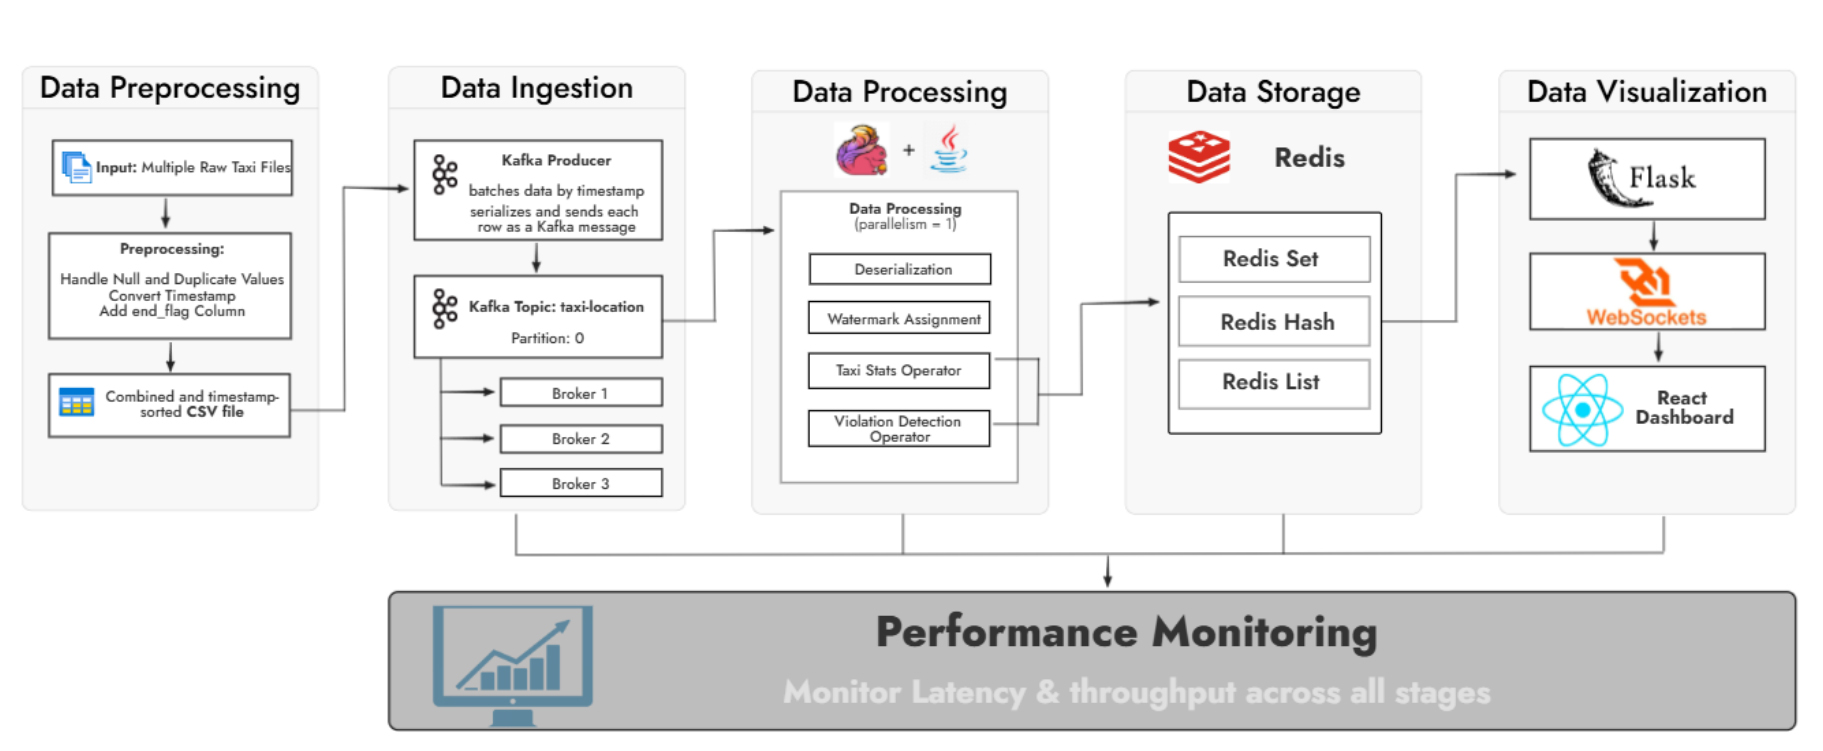 Data Preprocessing
Input: Multiple Raw Taxi Files
Preprocessing:
Handle Null and Duplicate Values
Convert Timestamp
Add end_flag Column
Combined and timestamp-
sorted CSV file
Data Ingestion
Kafka Producer
batches data by timestamp
serializes and sends each
row as a Kafka message
Kafka Topic: taxi-location
Partition: 0
Broker 1
Broker 2
Broker 3
Data Processing
+
Data Processing
(parallelism = 1)
Deserialization
Watermark Assignment
Taxi Stats Operator
Violation Detection
Operator
Data Storage
Redis
Redis Set
Redis Hash
Redis List
Data Visualization
Flask
WebSockets
React
Dashboard
Performance Monitoring
Monitor Latency & throughput across all stages